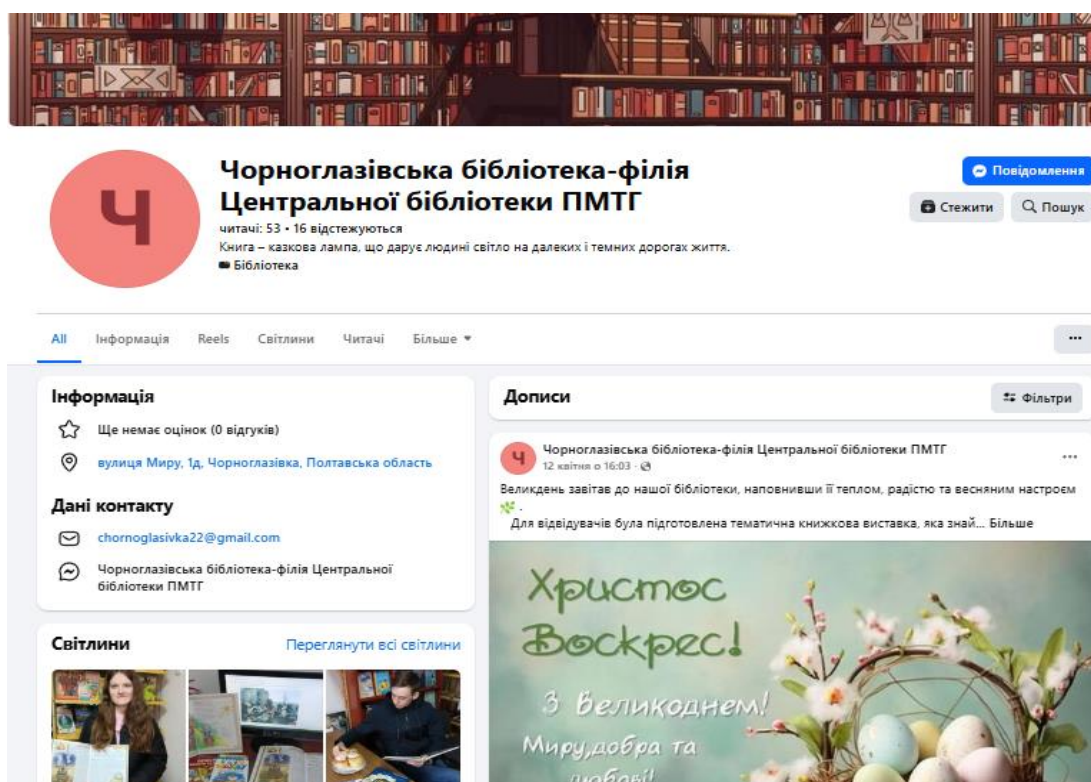 Ч
Чорноглазівська бібліотека-філія
Центральної бібліотеки ПМТГ
читачі: 53 • 16 відстежуються
Книга – казкова лампа, що дарує людині світло на далеких і темних дорогах життя.
Бібліотека
Повідомлення
Стежити
Пошук
All
Інформація
Reels
Світлини
Читачі
Більше
Інформація
Ще немає оцінок (0 відгуків)
вулиця Миру, 1д, Чорноглазівка, Полтавська область
Дані контакту
chornoglasivka22@gmail.com
Чорноглазівська бібліотека-філія Центральної
бібліотеки ПМТГ
Світлини
Переглянути всі світлини
Дописи
Фільтри
Ч
Чорноглазівська бібліотека-філія Центральної бібліотеки ПМТГ
12 квітня о 16:03
Великдень завітав до нашої бібліотеки, наповнивши її теплом, радістю та весняним настроєм
.
Для відвідувачів була підготовлена тематична книжкова виставка, яка знай... Більше
Христос
Воскрес!
З Великоднем!
Миру,добра та
любові!